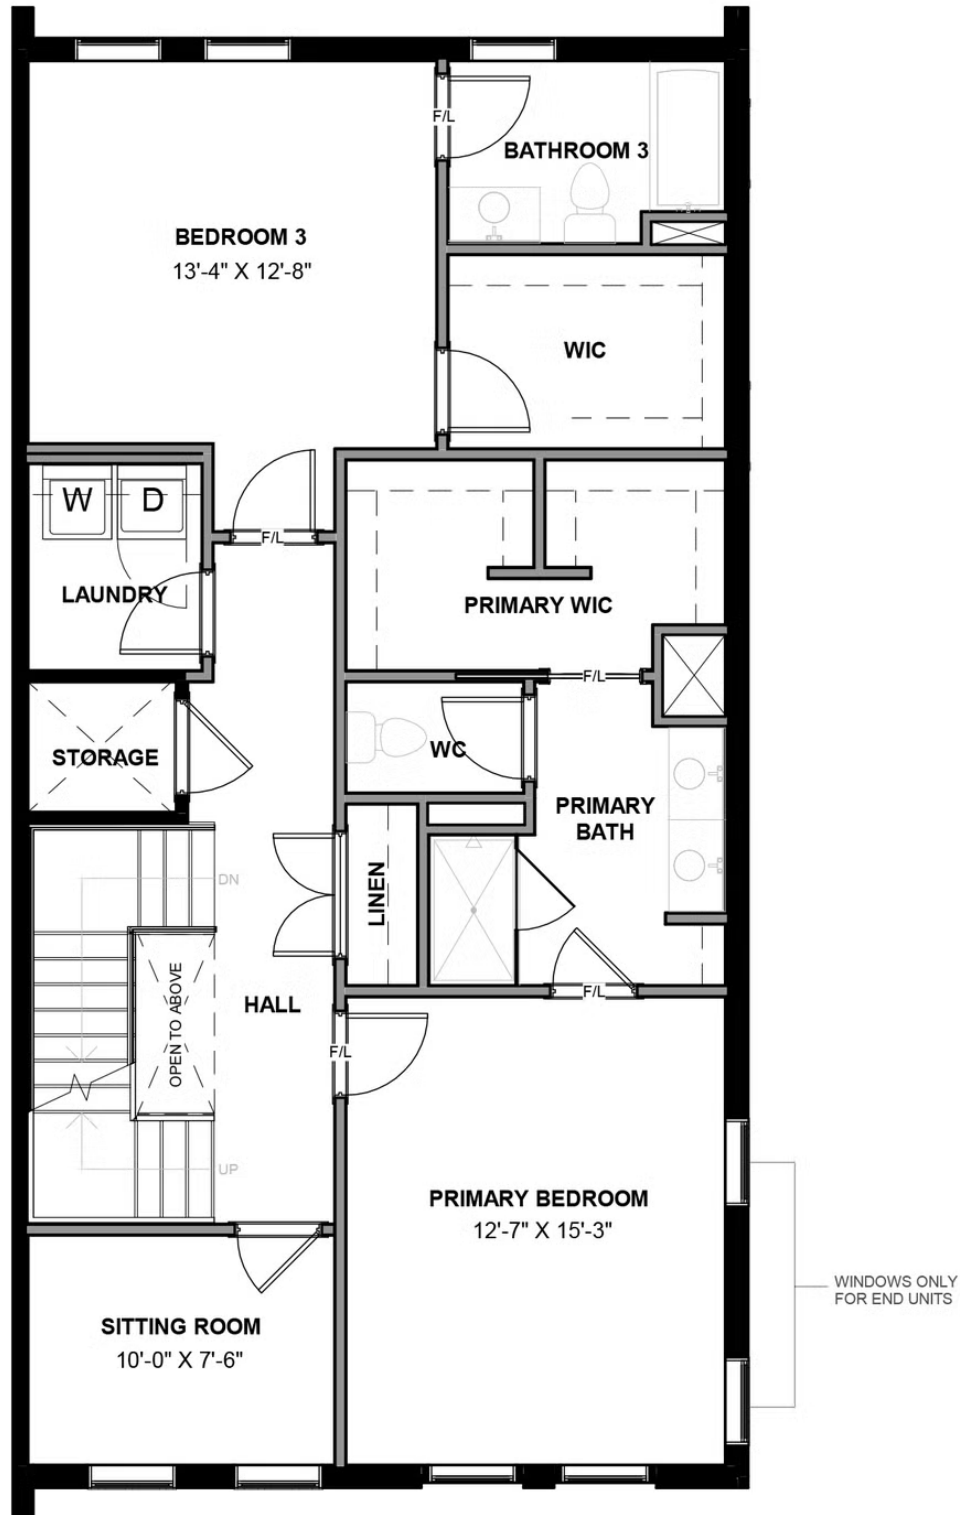 F/L
BATHROOM 3
BEDROOM 3
13'-4" X 12'-8"
WIC
W
D
F/L
LAUNDRY
PRIMARY WIC
F/L
STORAGE
WC
PRIMARY
BATH
DN
LINEN
OPEN TO ABOVE
HALL
F/L
F/L
UP
PRIMARY BEDROOM
12'-7" X 15'-3"
WINDOWS ONLY
FOR END UNITS
SITTING ROOM
10'-0" X 7'-6"